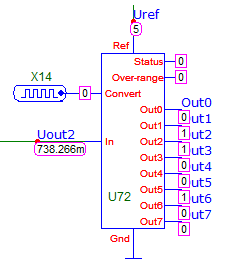 Uref
5
Ref
Status 0
Over-range 0
X14
0 Convert
Out0 Out0
Out1 0 ut1
Out2 1 ut2
Uout2
In
Out3 1 ut3
738.266m
Out4 0 ut4
Out5 0 ut5
U72
Out6 1 ut6
Out7 0 ut7
0
Gnd